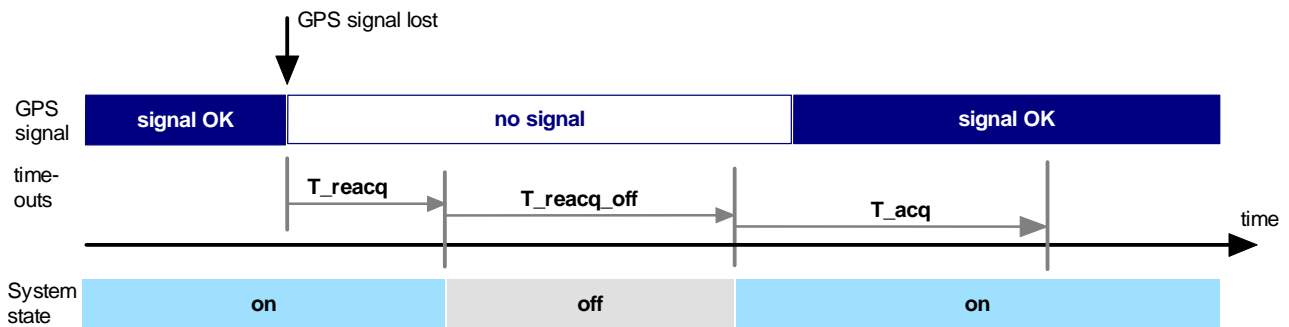 GPS signal lost
GPS
signal
signal OK
no signal
signal OK
time-
outs
T_reacq
T_reacq_off
T_acq
time
System
state
on
off
on